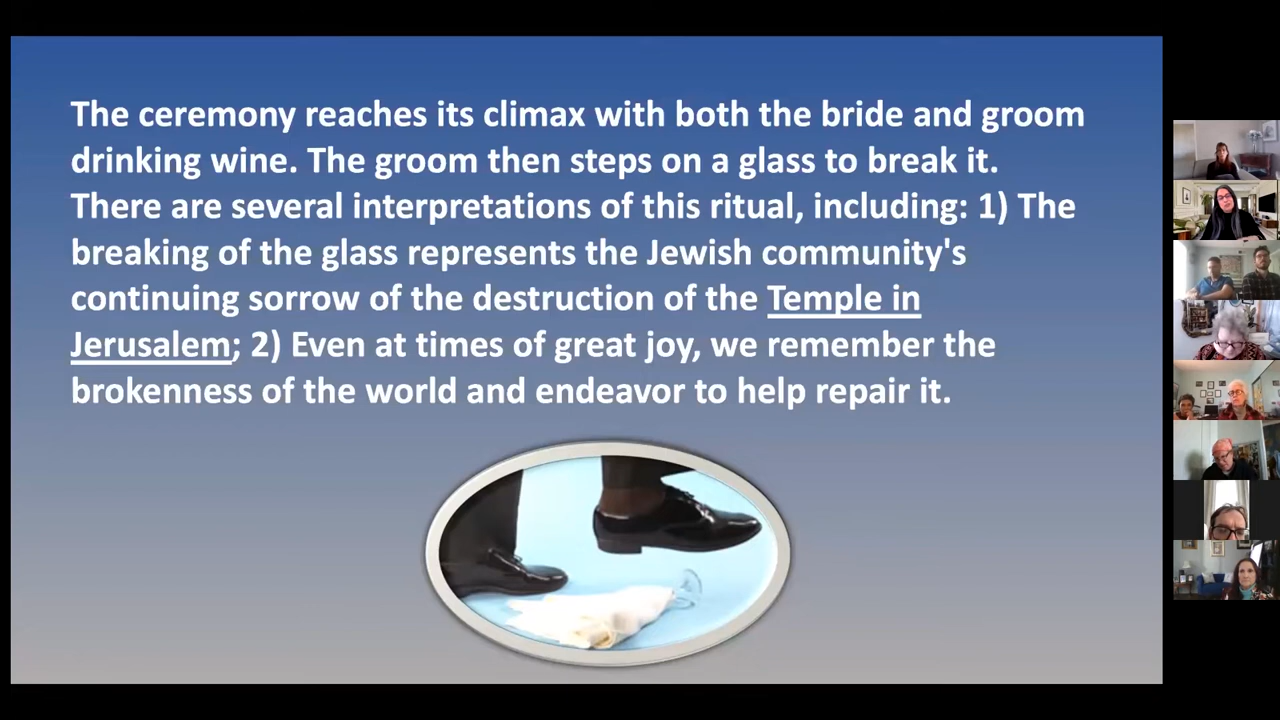 The ceremony reaches its climax with both the bride and groom
drinking wine. The groom then steps on a glass to break it.
There are several interpretations of this ritual, including: 1) The
breaking of the glass represents the Jewish community's
continuing sorrow of the destruction of the Temple in
Jerusalem; 2) Even at times of great joy, we remember the
brokenness of the world and endeavor to help repair it.